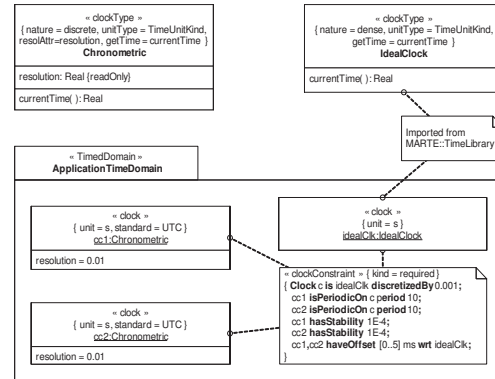 « clockType »
{ nature = discrete, unitType = TimeUnitKind,
resolAttr=resolution, getTime = currentTime }
Chronometric
resolution: Real {readOnly}
currentTime( ): Real
« clockType »
{ nature = dense, unitType = TimeUnitKind,
getTime = currentTime }
IdealClock
currentTime( ): Real
Imported from
MARTE::TimeLibrary
« TimedDomain »
ApplicationTimeDomain
« clock »
{ unit = s, standard = UTC }
cc1:Chronometric
resolution = 0.01
« clock »
{ unit = s }
idealClk:IdealClock
« clock »
{ unit = s, standard = UTC }
cc2:Chronometric
resolution = 0.01
« clockConstraint » { kind = required }
{ Clock c is idealClk discretizedBy 0.001;
cc1 isPeriodicOn c period 10;
cc2 isPeriodicOn c period 10;
cc1 hasStability 1E-4;
cc2 hasStability 1E-4;
cc1,cc2 haveOffset [0..5] ms wrt idealClk;
}